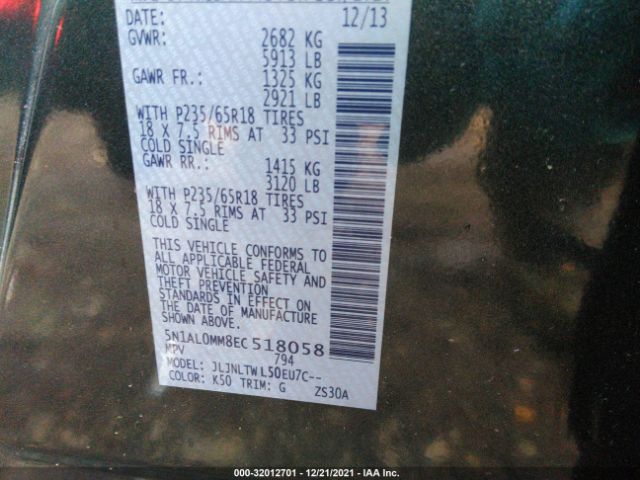 DATE: 12/13
GVWR: 2682 KG
5913 LB
GAWR FR.: 1325 KG
2921 LB
WITH P235/65R18 TIRES
18 X 7.5 RIMS AT 33 PSI
COLD SINGLE
GAWR RR.: 1415 KG
3120 LB
WITH P235/65R18 TIRES
18 X 7.5 RIMS AT 33 PSI
COLD SINGLE
THIS VEHICLE CONFORMS TO
ALL APPLICABLE FEDERAL
MOTOR VEHICLE SAFETY AND
THEFT PREVENTION
STANDARDS IN EFFECT ON
THE DATE OF MANUFACTURE
SHOWN ABOVE.
5N1AL0MM8EC518058
MPV 794
MODEL: JLJNLTWL50EU7C--
COLOR: K50 TRIM: G ZS30A
000-32012701 - 12/21/2021 - IAA Inc.